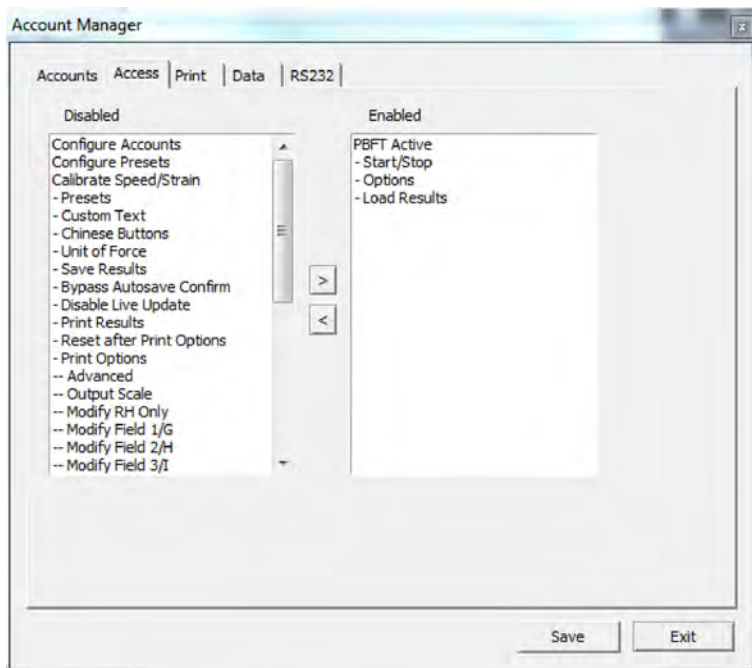 Account Manager
Accounts Access Print Data RS232
Disabled
Configure Accounts
Configure Presets
Calibrate Speed/Strain
- Presets
- Custom Text
- Chinese Buttons
- Unit of Force
- Save Results
- Bypass Autosave Confirm
- Disable Live Update
- Print Results
- Reset after Print Options
- Print Options
-- Advanced
-- Output Scale
-- Modify RH Only
-- Modify Field 1/G
-- Modify Field 2/H
-- Modify Field 3/I
>
<
Enabled
PBFT Active
- Start/Stop
- Options
- Load Results
Save Exit